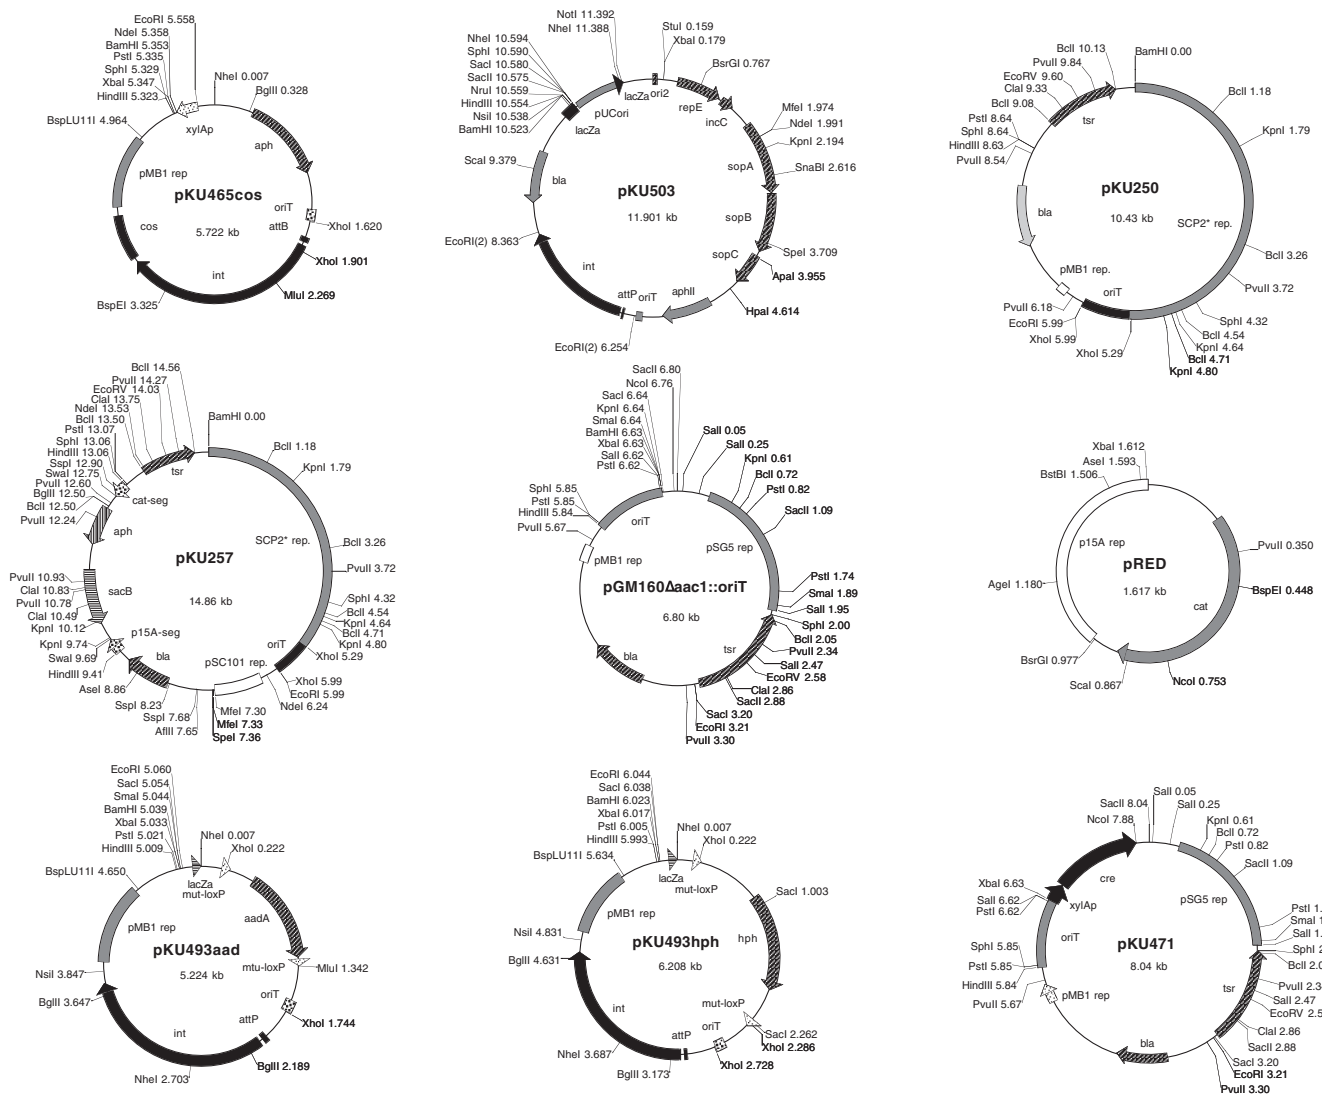 EcoRI 5.558
NdeI 5.358
BamHI 5.353
PstI 5.335
SphI 5.329
XbaI 5.347
HindIII 5.323
BspLU11I 4.964
NheI 0.007
BglII 0.328
xylAp
aph
pMB1 rep
pKU465cos
5.722 kb
cos
oriT
attB
int
XhoI 1.620
XhoI 1.901
MluI 2.269
BspEI 3.325
NotI 11.392
NheI 11.388
NheI 10.594
SphI 10.590
SacI 10.580
SacII 10.575
NruI 10.559
HindIII 10.554
NsiI 10.538
BamHI 10.523
ScaI 9.379
EcoRI(2) 8.363
StuI 0.159
XbaI 0.179
BsrGI 0.767
MfeI 1.974
NdeI 1.991
KpnI 2.194
SnaBI 2.616
SpeI 3.709
ApaI 3.955
HpaI 4.614
EcoRI(2) 6.254
lacZa
ori2
pUCori
lacZa
repE
incC
sopA
sopB
sopC
bla
pKU503
11.901 kb
int
attP
oriT
aphII
BclI 10.13
PvuII 9.84
EcoRV 9.60
ClaI 9.33
BclI 9.08
PstI 8.64
SphI 8.64
HindIII 8.63
PvuII 8.54
BamHI 0.00
BclI 1.18
KpnI 1.79
BclI 3.26
PvuII 3.72
SphI 4.32
BclI 4.54
KpnI 4.64
BclI 4.71
KpnI 4.80
XhoI 5.29
XhoI 5.99
EcoRI 5.99
PvuII 6.18
tsr
pKU250
10.43 kb
bla
SCP2* rep.
pMB1 rep.
oriT
BclI 14.56
PvuII 14.27
EcoRV 14.03
ClaI 13.75
NdeI 13.53
BclI 13.50
PstI 13.07
SphI 13.06
HindIII 13.06
SspI 12.90
SwaI 12.75
PvuII 12.60
BglII 12.50
BclI 12.50
PvuII 12.24
PvuII 10.93
ClaI 10.83
PvuII 10.78
ClaI 10.49
KpnI 10.12
KpnI 9.74
SwaI 9.69
HindIII 9.41
AseI 8.86
SspI 8.23
SspI 7.68
AflII 7.65
BamHI 0.00
BclI 1.18
KpnI 1.79
BclI 3.26
PvuII 3.72
SphI 4.32
BclI 4.54
KpnI 4.64
BclI 4.71
KpnI 4.80
XhoI 5.29
XhoI 5.99
EcoRI 5.99
NdeI 6.24
MfeI 7.30
MfeI 7.33
SpeI 7.36
tsr
cat-seg
aph
SCP2* rep.
pKU257
14.86 kb
sacB
p15A-seg
bla
pSC101 rep.
oriT
SacII 6.80
NcoI 6.76
SacI 6.64
KpnI 6.64
SmaI 6.64
BamHI 6.63
XbaI 6.63
SalI 6.62
PstI 6.62
SphI 5.85
PstI 5.85
HindIII 5.84
PvuII 5.67
SalI 0.05
SalI 0.25
KpnI 0.61
BclI 0.72
PstI 0.82
SacII 1.09
PstI 1.74
SmaI 1.89
SalI 1.95
SphI 2.00
BclI 2.05
PvuII 2.34
SalI 2.47
EcoRV 2.58
ClaI 2.86
SacII 2.88
SacI 3.20
EcoRI 3.21
PvuII 3.30
oriT
pSG5 rep
pMB1 rep
pGM160Δaac1::oriT
6.80 kb
bla
tsr
XbaI 1.612
AseI 1.593
BstBI 1.506
AgeI 1.180
BsrGI 0.977
ScaI 0.867
NcoI 0.753
BspEI 0.448
PvuII 0.350
p15A rep
pRED
1.617 kb
cat
EcoRI 5.060
SacI 5.054
SmaI 5.044
BamHI 5.039
XbaI 5.033
PstI 5.021
HindIII 5.009
BspLU11I 4.650
NsiI 3.847
BglII 3.647
NheI 2.703
NheI 0.007
XhoI 0.222
MluI 1.342
XhoI 1.744
BglII 2.189
lacZa
mut-loxP
aadA
pMB1 rep
pKU493aad
5.224 kb
mtu-loxP
oriT
attP
int
EcoRI 6.044
SacI 6.038
BamHI 6.023
XbaI 6.017
PstI 6.005
HindIII 5.993
BspLU11I 5.634
NsiI 4.831
BglII 4.631
NheI 3.687
BglII 3.173
NheI 0.007
XhoI 0.222
SacI 1.003
SacI 2.262
XhoI 2.286
XhoI 2.728
lacZa
mut-loxP
pMB1 rep
hph
pKU493hph
6.208 kb
mut-loxP
int
attP
oriT
SacII 8.04
NcoI 7.88
XbaI 6.63
SalI 6.62
PstI 6.62
SphI 5.85
PstI 5.85
HindIII 5.84
PvuII 5.67
SalI 0.05
SalI 0.25
KpnI 0.61
BclI 0.72
PstI 0.82
SacII 1.09
PstI 1.
SmaI 1
SalI 1.
SphI 2
BclI 2.0
PvuII 2.3
SalI 2.47
EcoRV 2.5
ClaI 2.86
SacII 2.88
SacI 3.20
EcoRI 3.21
PvuII 3.30
cre
xylAp
pSG5 rep
oriT
pKU471
8.04 kb
pMB1 rep
tsr
bla